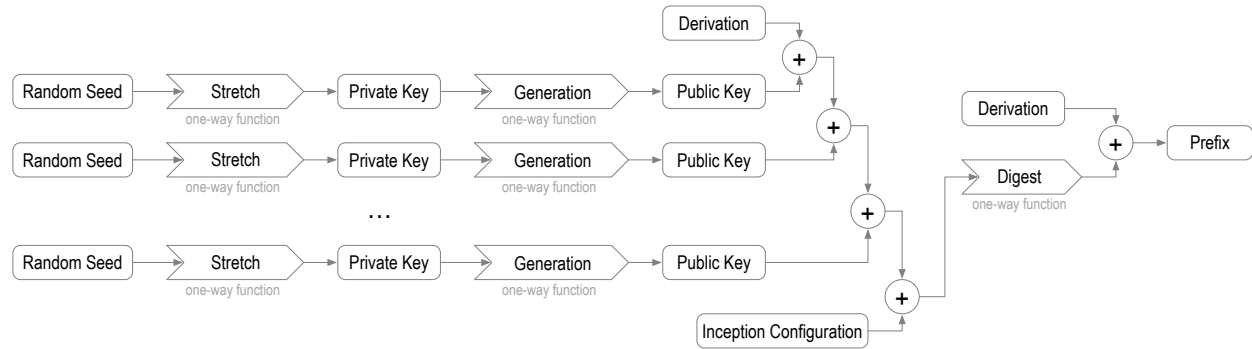 Derivation
+
Random Seed Stretch Private Key Generation Public Key
one-way function one-way function
Derivation
+
Random Seed Stretch Private Key Generation Public Key
one-way function one-way function
+ Prefix
Digest
one-way function
...
+
Random Seed Stretch Private Key Generation Public Key
one-way function one-way function
+
Inception Configuration